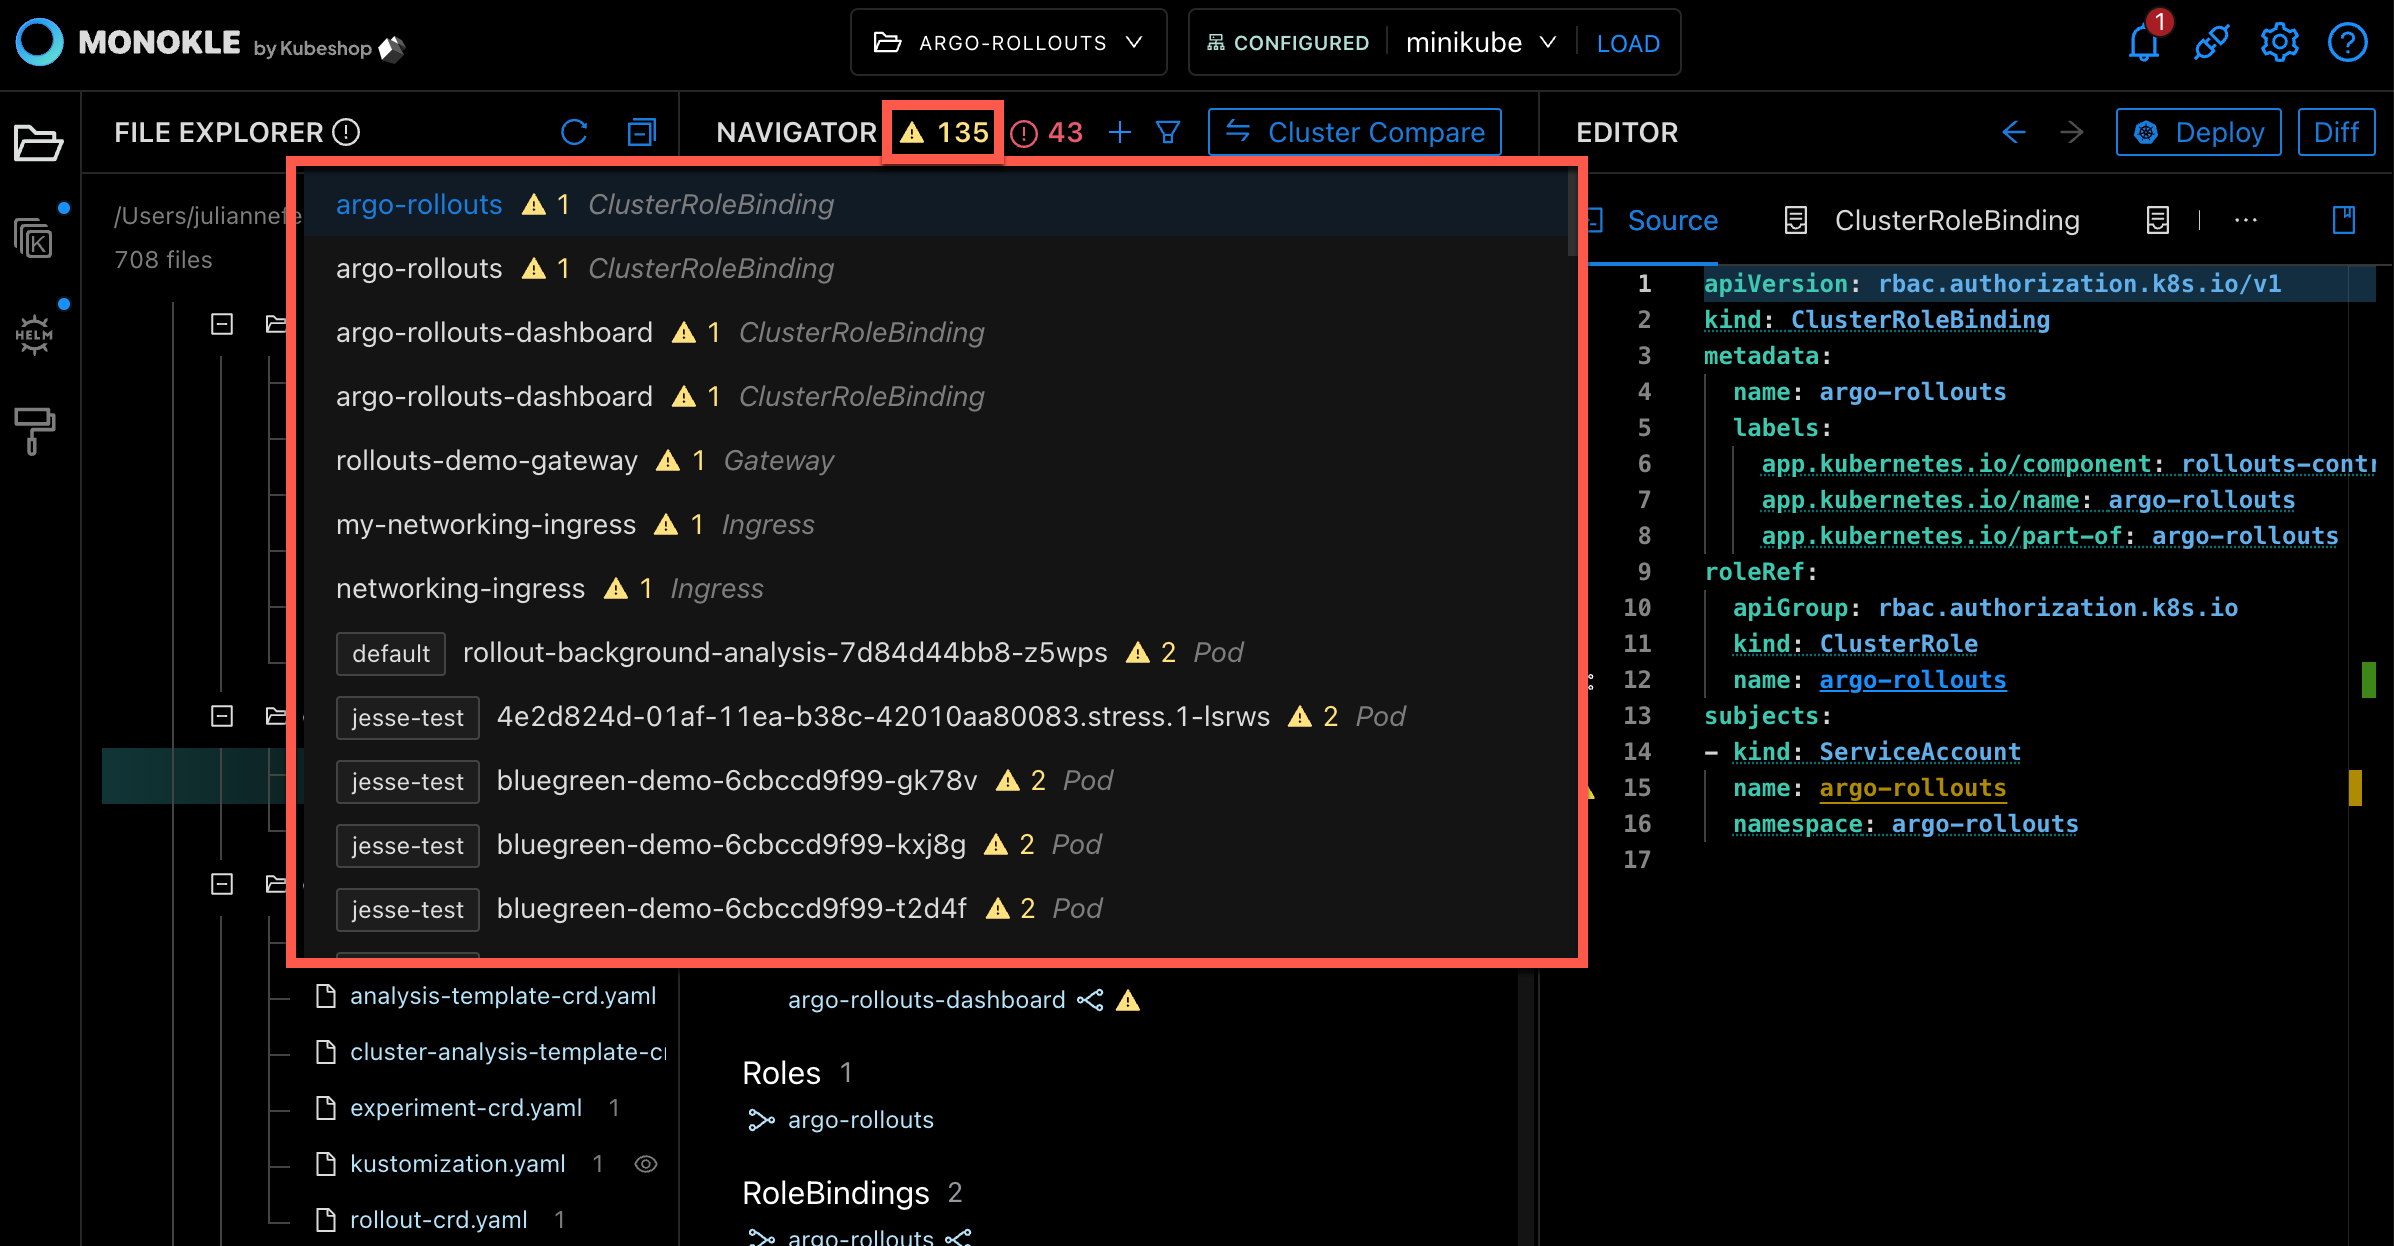 MONOKLE by Kubeshop
ARGO-ROLLOUTS
CONFIGURED minikube LOAD
1
FILE EXPLORER
NAVIGATOR 135 43 Cluster Compare
EDITOR
Deploy Diff
HELM
708 files
argo-rollouts 1 ClusterRoleBinding
argo-rollouts 1 ClusterRoleBinding
argo-rollouts-dashboard 1 ClusterRoleBinding
argo-rollouts-dashboard 1 ClusterRoleBinding
rollouts-demo-gateway 1 Gateway
my-networking-ingress 1 Ingress
networking-ingress 1 Ingress
default rollout-background-analysis-7d84d44bb8-z5wps 2 Pod
jesse-test 4e2d824d-01af-11ea-b38c-42010aa80083.stress.1-lsrws 2 Pod
jesse-test bluegreen-demo-6cbccd9f99-gk78v 2 Pod
jesse-test bluegreen-demo-6cbccd9f99-kxj8g 2 Pod
jesse-test bluegreen-demo-6cbccd9f99-t2d4f 2 Pod
analysis-template-crd.yaml
experiment-crd.yaml 1
kustomization.yaml 1
rollout-crd.yaml 1
argo-rollouts-dashboard
Roles 1
argo-rollouts
RoleBindings 2
argo-rollouts
Source ClusterRoleBinding ...
1 apiVersion: rbac.authorization.k8s.io/v1
2 kind: ClusterRoleBinding
3 metadata:
4 name: argo-rollouts
5 labels:
6 app.kubernetes.io/component: rollouts-contr
7 app.kubernetes.io/name: argo-rollouts
8 app.kubernetes.io/part-of: argo-rollouts
9 roleRef:
10 apiGroup: rbac.authorization.k8s.io
11 kind: ClusterRole
12 name: argo-rollouts
13 subjects:
14 - kind: ServiceAccount
15 name: argo-rollouts
16 namespace: argo-rollouts
17